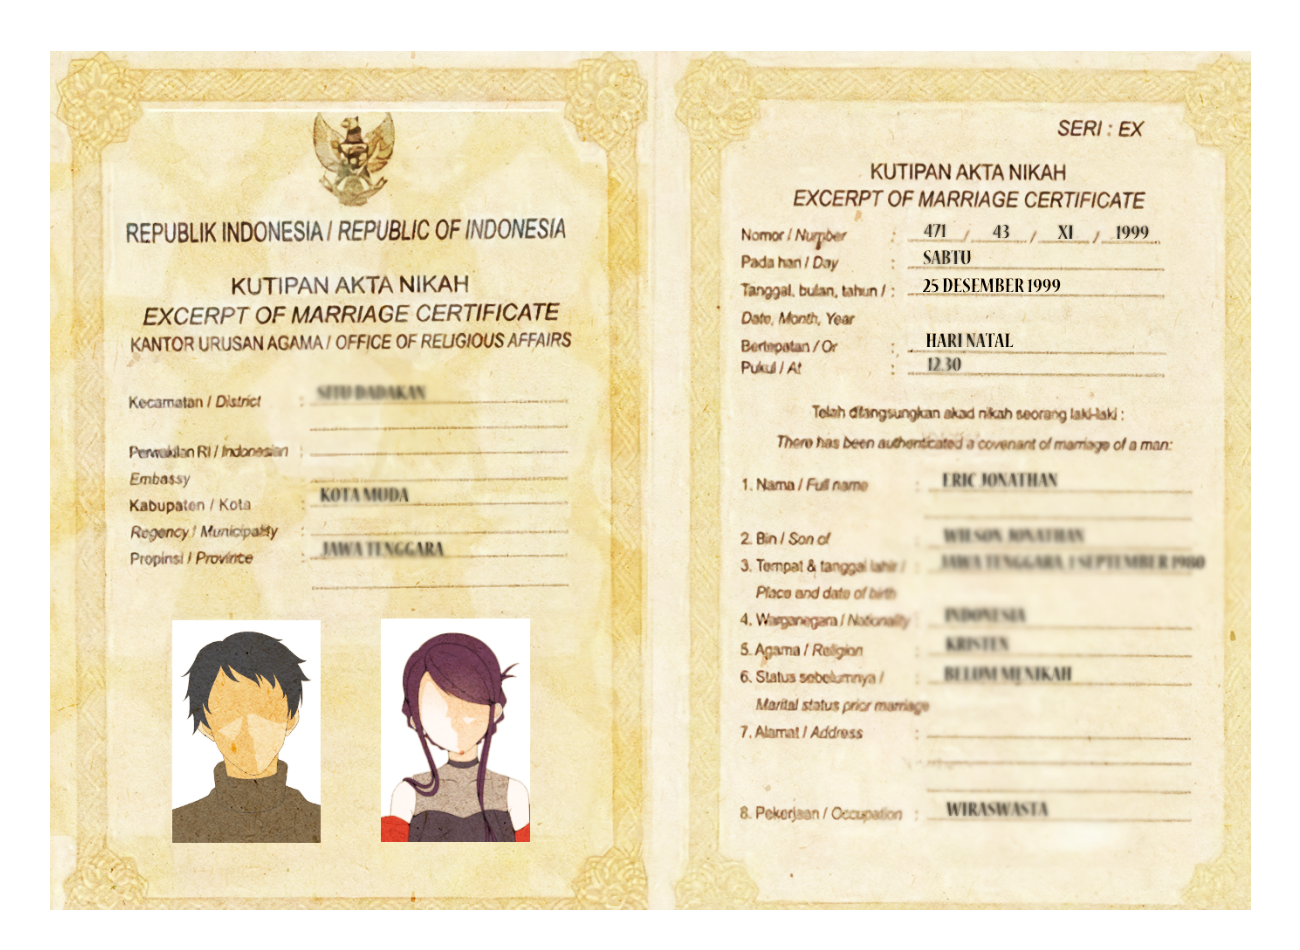 REPUBLIK INDONESIA / REPUBLIC OF INDONESIA
KUTIPAN AKTA NIKAH
EXCERPT OF MARRIAGE CERTIFICATE
KANTOR URUSAN AGAMA / OFFICE OF RELIGIOUS AFFAIRS
Kecamatan / District : SITU DADAKAN
Perwakilan RI / Indonesian :
Embassy
Kabupaten / Kota : KOTA MUDA
Regency / Municipality :
Propinsi / Province : JAWA TENGGARA
SERI : EX
KUTIPAN AKTA NIKAH
EXCERPT OF MARRIAGE CERTIFICATE
Nomor / Number : 471 / 43 / XI / 1999
Pada hari / Day : SABTU
Tanggal, bulan, tahun / : 25 DESEMBER 1999
Date, Month, Year
Bertepatan / Or : HARI NATAL
Pukul / At : 12.30
Telah dilangsungkan akad nikah seorang laki-laki :
There has been authenticated a covenant of marriage of a man:
1. Nama / Full name : ERIC JONATHAN
2. Bin / Son of : WILSON JONATHAN
3. Tempat & tanggal lahir / : JAWA TENGGARA, 1 SEPTEMBER 1980
Place and date of birth
4. Warganegara / Nationality : INDONESIA
5. Agama / Religion : KRISTEN
6. Status sebelumnya / : BELOM MENIKAH
Marital status prior marriage
7. Alamat / Address :
8. Pekerjaan / Occupation : WIRASWASTA